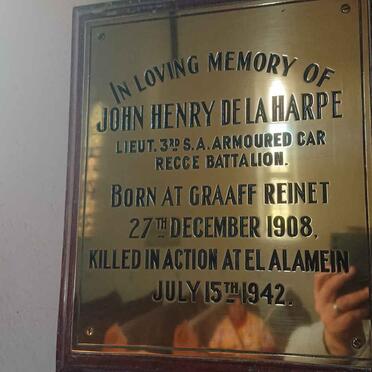 IN LOVING MEMORY OF
JOHN HENRY DE LA HARPE
LIEUT. 3RD S.A. ARMOURED CAR
RECCE BATTALION.
BORN AT GRAAFF REINET
27TH DECEMBER 1908,
KILLED IN ACTION AT EL ALAMEIN
JULY 15TH 1942.